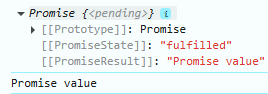 ▼ Promise {<pending>} i
▶ [[Prototype]]: Promise
[[PromiseState]]: "fulfilled"
[[PromiseResult]]: "Promise value"
Promise value